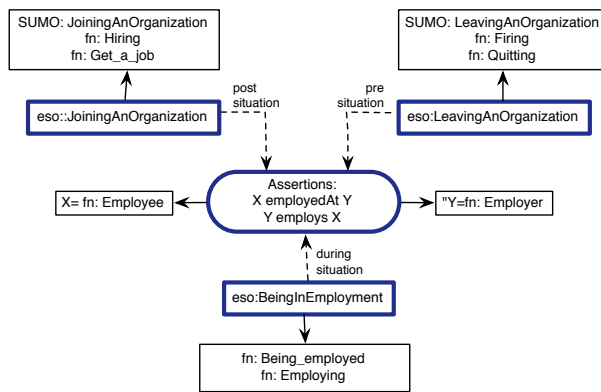 SUMO: JoiningAnOrganization
fn: Hiring
fn: Get_a_job
SUMO: LeavingAnOrganization
fn: Firing
fn: Quitting
eso::JoiningAnOrganization
post
situation
pre
situation
eso:LeavingAnOrganization
Assertions:
X employedAt Y
Y employs X
X= fn: Employee
"Y=fn: Employer
during
situation
eso:BeingInEmployment
fn: Being_employed
fn: Employing